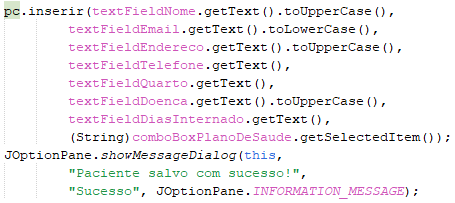 pc.inserir(textFieldNome.getText().toUpperCase(),
textFieldEmail.getText().toLowerCase(),
textFieldEndereco.getText().toUpperCase(),
textFieldTelefone.getText(),
textFieldQuarto.getText(),
textFieldDoenca.getText().toUpperCase(),
textFieldDiasInternado.getText(),
(String)comboBoxPlanoDeSaude.getSelectedItem());
JOptionPane.showMessageDialog(this,
"Paciente salvo com sucesso!",
"Sucesso", JOptionPane.INFORMATION_MESSAGE);